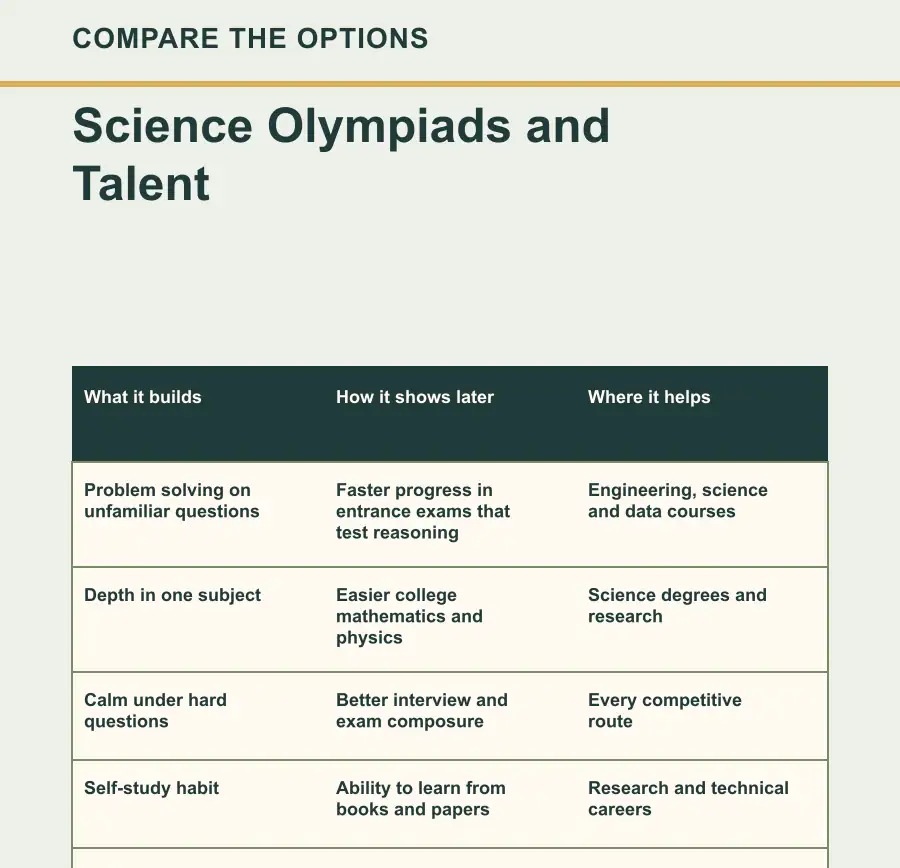 COMPARE THE OPTIONS
Science Olympiads and
Talent
What it builds
How it shows later
Where it helps
Problem solving on
unfamiliar questions
Faster progress in
entrance exams that
test reasoning
Engineering, science
and data courses
Depth in one subject
Easier college
mathematics and
physics
Science degrees and
research
Calm under hard
questions
Better interview and
exam composure
Every competitive
route
Self-study habit
Ability to learn from
books and papers
Research and technical
careers